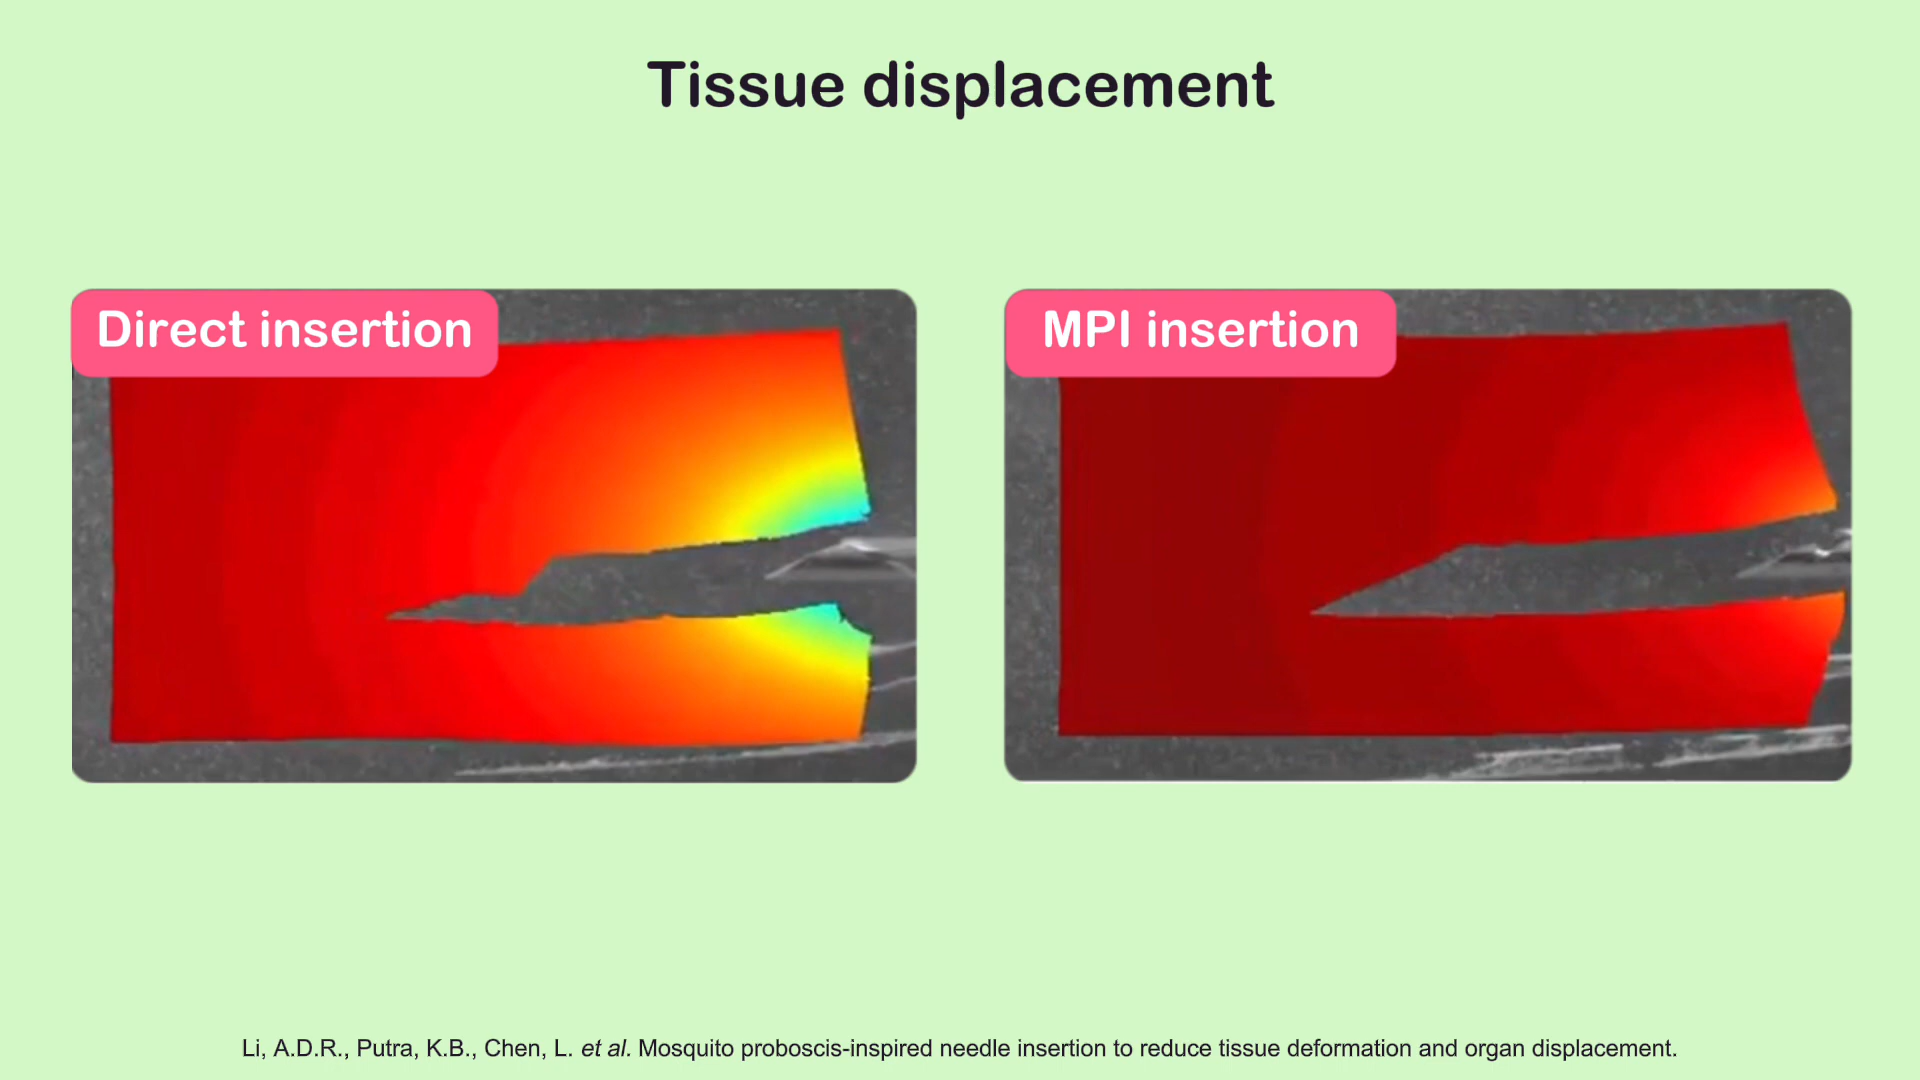 Tissue displacement
Direct insertion
MPI insertion
Li, A.D.R., Putra, K.B., Chen, L. et al. Mosquito proboscis-inspired needle insertion to reduce tissue deformation and organ displacement.